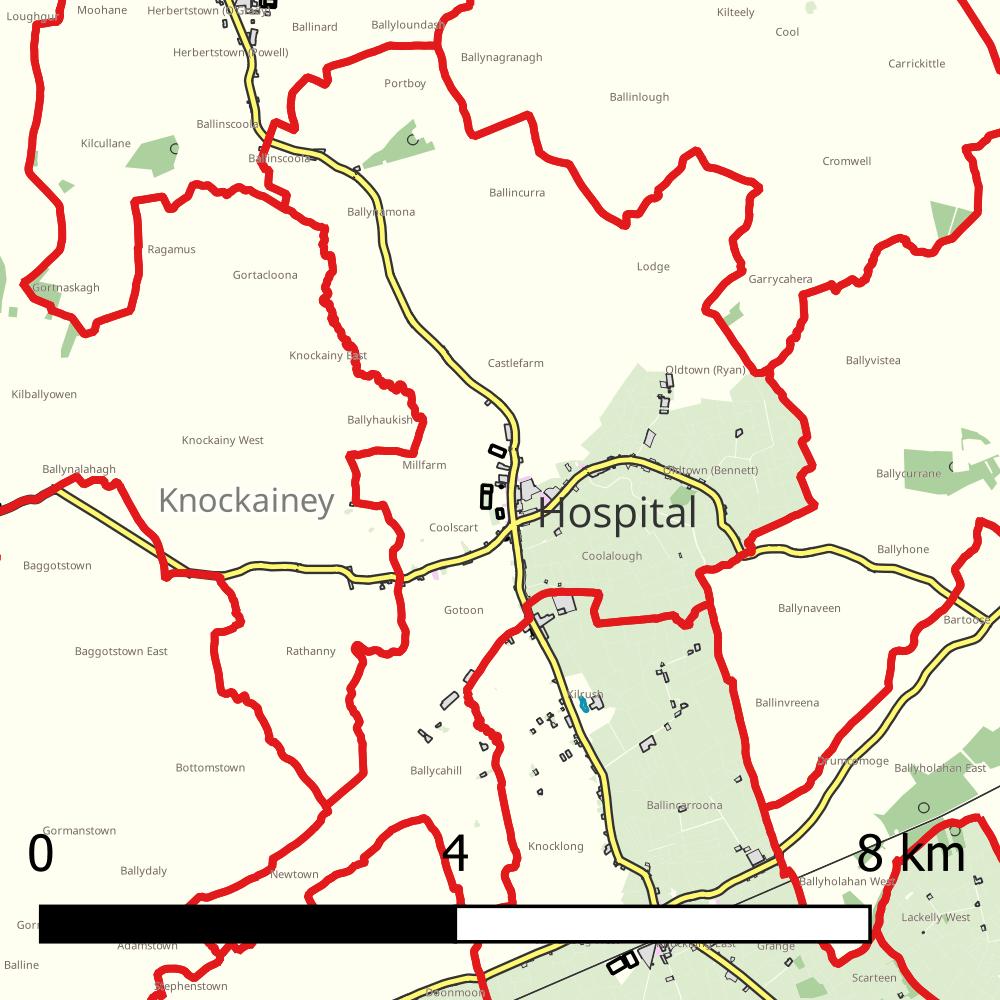 Loughgur
Moohane
Ballinard
Ballyloundash
Kilteely
Cool
Herbertstown (Powell)
Ballynagranagh
Carrickittle
Portboy
Ballinlough
Ballinscoola
Kilcullane
Ballinscoola
Cromwell
Ballincurra
Ballynamona
Ragamus
Lodge
Gortacloona
Garrycahera
Gortnaskagh
Knockainy East
Castlefarm
Ballyvistea
Oldtown (Ryan)
Kilballyowen
Ballyhaukish
Knockainy West
Millfarm
Ballynalahagh
Oldtown (Bennett)
Ballycurrane
Knockainey
Hospital
Coolscart
Ballyhone
Coolalough
Baggotstown
Gotoon
Ballynaveen
Bartoose
Baggotstown East
Rathanny
Kilrush
Ballinvreena
Drumcomoge
Bottomstown
Ballycahill
Ballyholahan East
Ballincarroona
Gormanstown
Knocklong
0 4 8 km
Ballydaly
Newtown
Ballyholahan West
Lackelly West
Adamstown
Grange
Balline
Scarteen
Stephenstown
Doonmoon